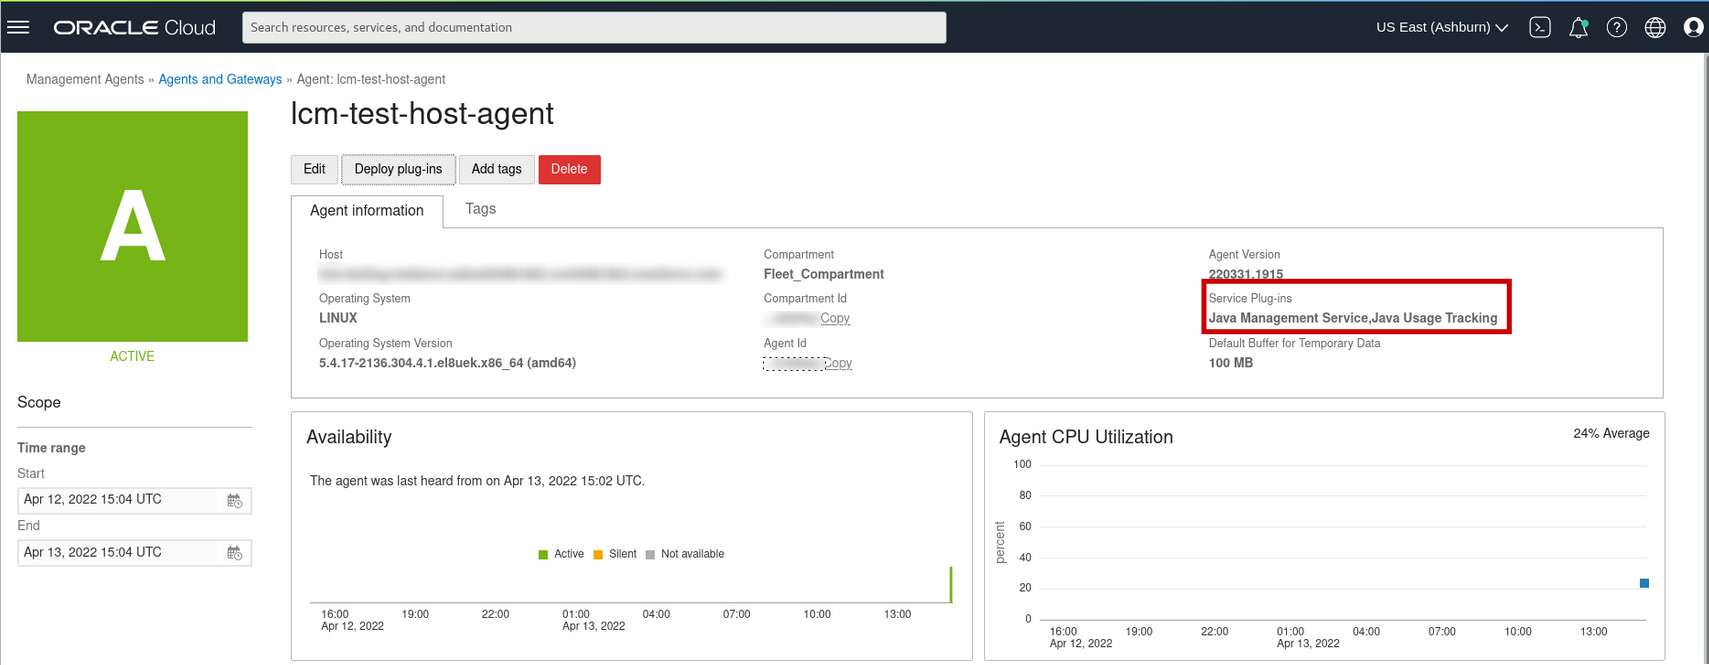 ORACLE Cloud
Search resources, services, and documentation
US East (Ashburn)
Management Agents » Agents and Gateways » Agent: lcm-test-host-agent
A
ACTIVE
Scope
Time range
Start
Apr 12, 2022 15:04 UTC
End
Apr 13, 2022 15:04 UTC
lcm-test-host-agent
Edit
Deploy plug-ins
Add tags
Delete
Agent information
Tags
Host
Operating System
LINUX
Operating System Version
5.4.17-2136.304.4.1.el8uek.x86_64 (amd64)
Compartment
Fleet_Compartment
Compartment Id
Copy
Agent Id
Copy
Agent Version
220331.1915
Service Plug-ins
Java Management Service,Java Usage Tracking
Default Buffer for Temporary Data
100 MB
Availability
The agent was last heard from on Apr 13, 2022 15:02 UTC.
Active Silent Not available
16:00 19:00 22:00 01:00 04:00 07:00 10:00 13:00
Apr 12, 2022 Apr 13, 2022
Agent CPU Utilization
24% Average
percent
100
80
60
40
20
0
16:00 19:00 22:00 01:00 04:00 07:00 10:00 13:00
Apr 12, 2022 Apr 13, 2022